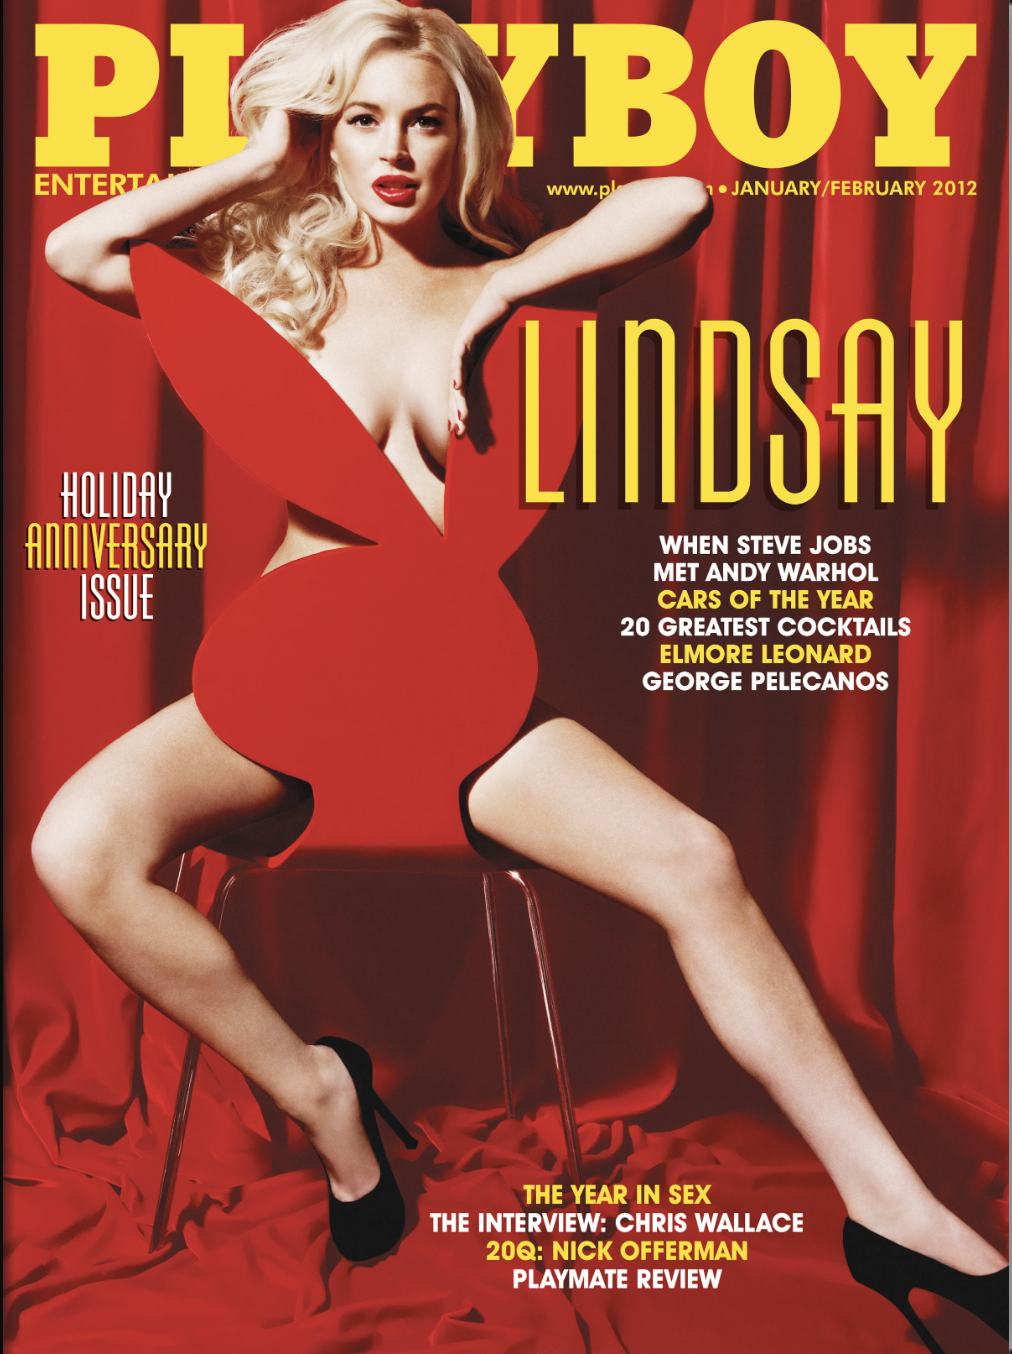 PLAYBOY
ENTERTAI
www.pl • JANUARY/FEBRUARY 2012
LINDSAY
HOLIDAY
ANNIVERSARY
ISSUE
WHEN STEVE JOBS
MET ANDY WARHOL
CARS OF THE YEAR
20 GREATEST COCKTAILS
ELMORE LEONARD
GEORGE PELECANOS
THE YEAR IN SEX
THE INTERVIEW: CHRIS WALLACE
20Q: NICK OFFERMAN
PLAYMATE REVIEW